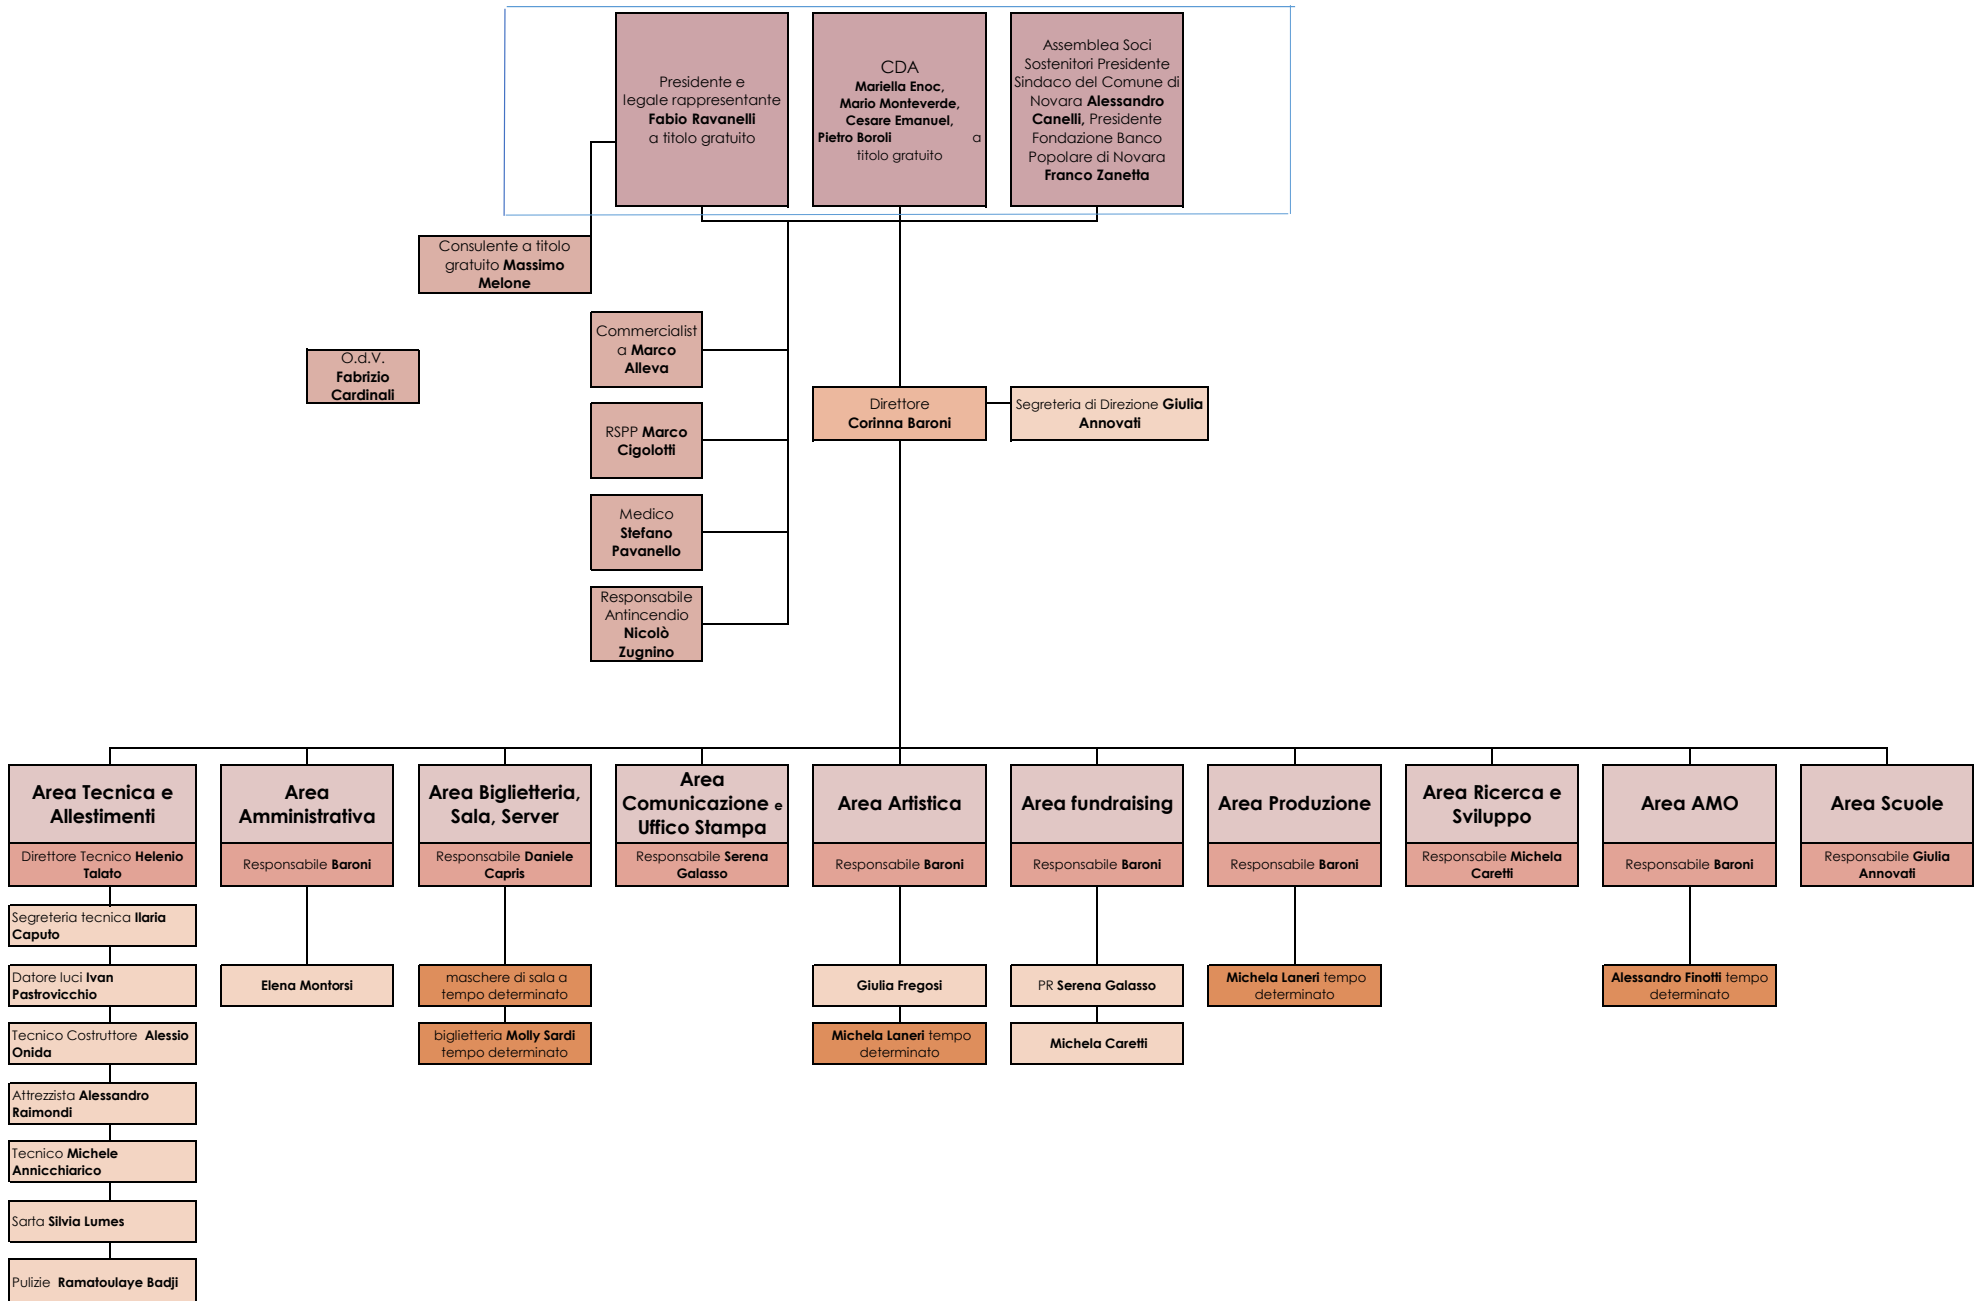 Presidente e
legale rappresentante
Fabio Ravanelli
a titolo gratuito
CDA
Mariella Enoc,
Mario Monteverde,
Cesare Emanuel,
Pietro Boroli a
titolo gratuito
Assemblea Soci
Sostenitori Presidente
Sindaco del Comune di
Novara Alessandro
Canelli, Presidente
Fondazione Banco
Popolare di Novara
Franco Zanetta
Consulente a titolo
gratuito Massimo
Melone
Commercialist
a Marco
Alleva
O.d.V.
Fabrizio
Cardinali
Direttore
Corinna Baroni
Segreteria di Direzione Giulia
Annovati
RSPP Marco
Cigolotti
Medico
Stefano
Pavanello
Responsabile
Antincendio
Nicolò
Zugnino
Area Tecnica e
Allestimenti
Direttore Tecnico Helenio
Talato
Segreteria tecnica Ilaria
Caputo
Datore luci Ivan
Pastrovicchio
Tecnico Costruttore Alessio
Onida
Attrezzista Alessandro
Raimondi
Tecnico Michele
Annicchiarico
Sarta Silvia Lumes
Pulizie Ramatoulaye Badji
Area
Amministrativa
Responsabile Baroni
Elena Montorsi
Area Biglietteria,
Sala, Server
Responsabile Daniele
Capris
maschere di sala a
tempo determinato
biglietteria Molly Sardi
tempo determinato
Area
Comunicazione e
Uffico Stampa
Responsabile Serena
Galasso
Area Artistica
Responsabile Baroni
Giulia Fregosi
Michela Laneri tempo
determinato
Area fundraising
Responsabile Baroni
PR Serena Galasso
Michela Caretti
Area Produzione
Responsabile Baroni
Michela Laneri tempo
determinato
Area Ricerca e
Sviluppo
Responsabile Michela
Caretti
Area AMO
Responsabile Baroni
Alessandro Finotti tempo
determinato
Area Scuole
Responsabile Giulia
Annovati